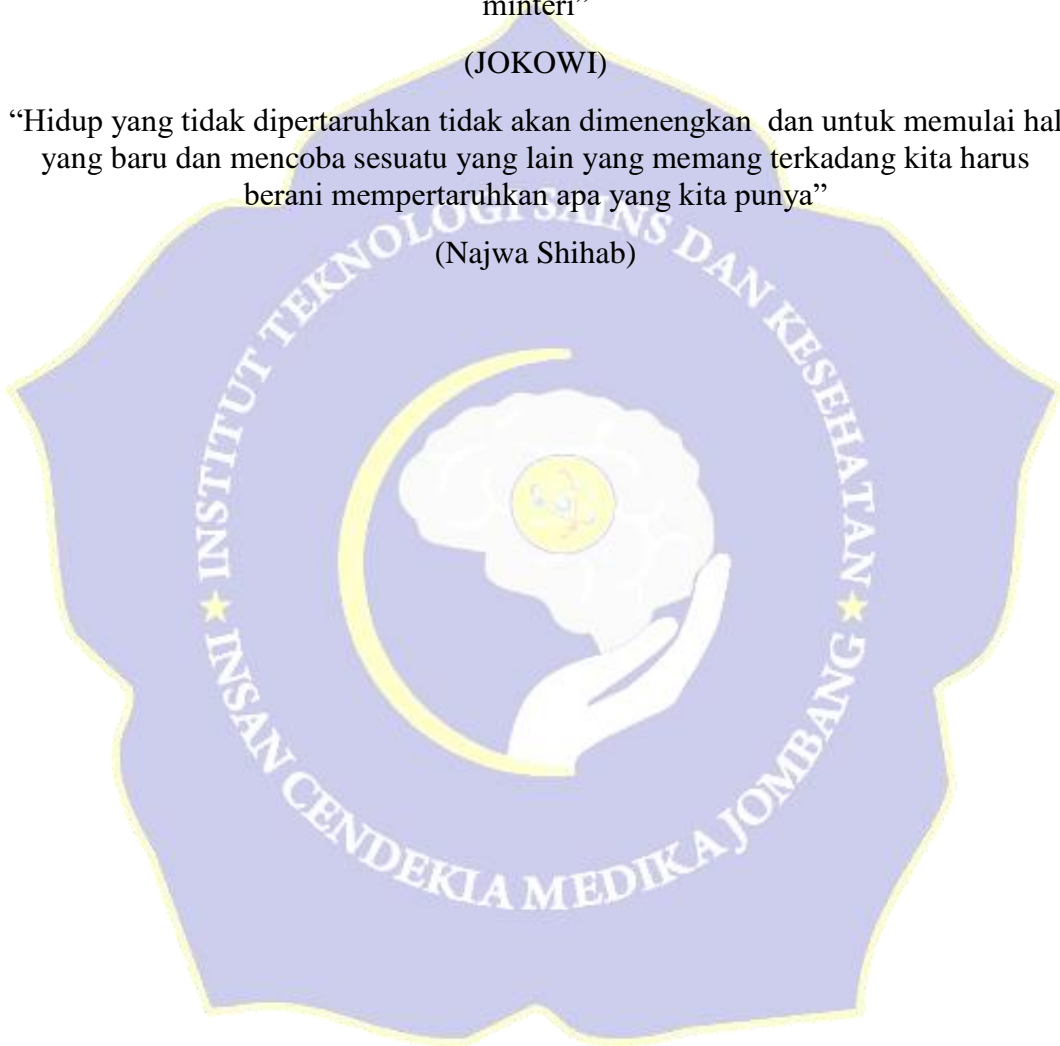 minteri”
(JOKOWI)
“Hidup yang tidak dipertaruhkan tidak akan dimenengkan dan untuk memulai hal
yang baru dan mencoba sesuatu yang lain yang memang terkadang kita harus
berani mempertaruhkan apa yang kita punya”
(Najwa Shihab)
INSTITUT TEKNOLOGI SAINS DAN KESEHATAN
INSAN CENDEKIA MEDIKA JOMBANG